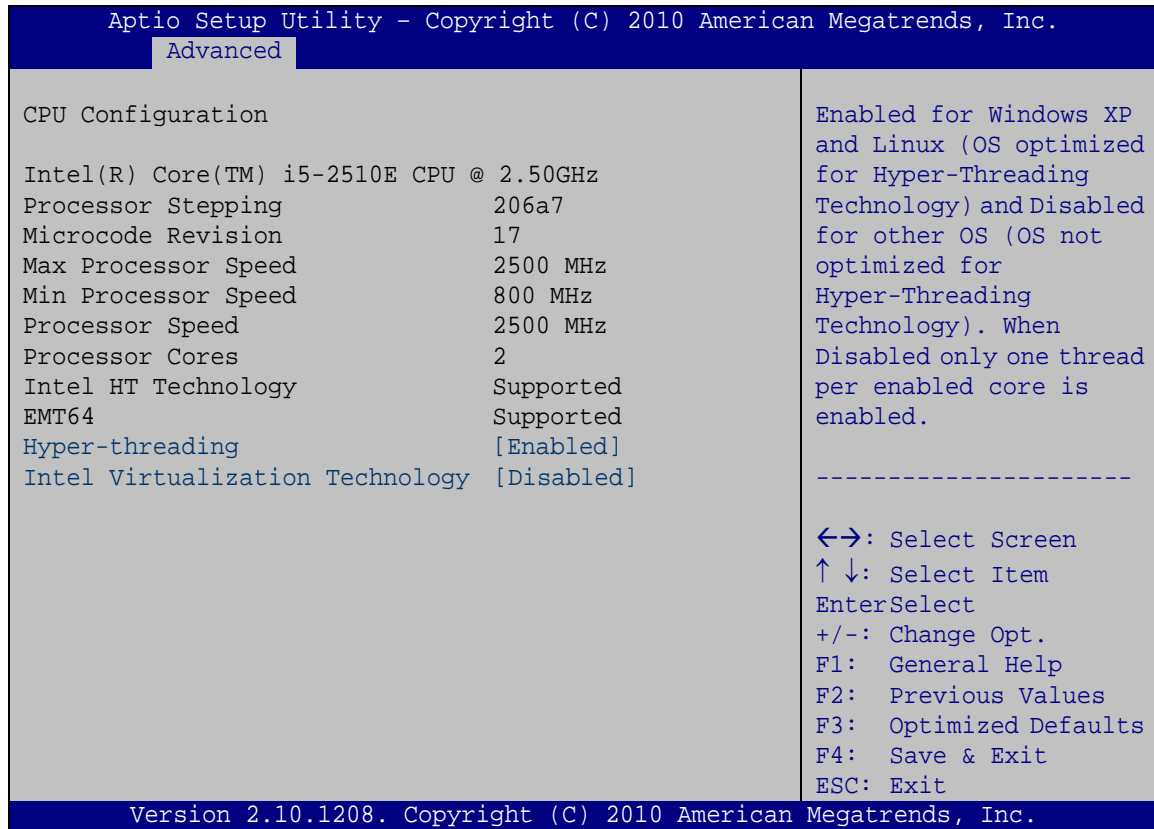 Aptio Setup Utility – Copyright (C) 2010 American Megatrends, Inc.
Advanced
CPU Configuration
Intel(R) Core(TM) i5-2510E CPU @ 2.50GHz
Processor Stepping 206a7
Microcode Revision 17
Max Processor Speed 2500 MHz
Min Processor Speed 800 MHz
Processor Speed 2500 MHz
Processor Cores 2
Intel HT Technology Supported
EMT64 Supported
Hyper-threading [Enabled]
Intel Virtualization Technology [Disabled]
Enabled for Windows XP
and Linux (OS optimized
for Hyper-Threading
Technology) and Disabled
for other OS (OS not
optimized for
Hyper-Threading
Technology). When
Disabled only one thread
per enabled core is
enabled.
----------------------
←→: Select Screen
↑ ↓: Select Item
EnterSelect
+/-: Change Opt.
F1: General Help
F2: Previous Values
F3: Optimized Defaults
F4: Save & Exit
ESC: Exit
Version 2.10.1208. Copyright (C) 2010 American Megatrends, Inc.